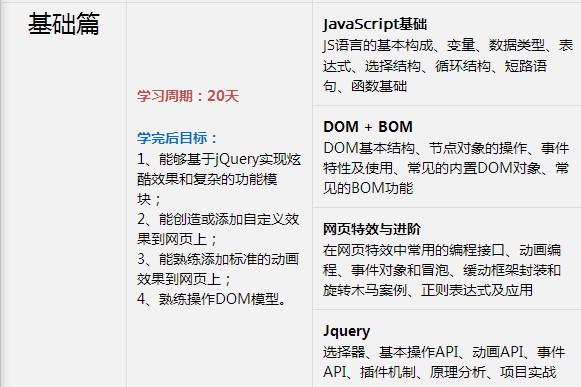 基础篇
学习周期：20天
学完后目标：
1、能够基于jQuery实现炫
酷效果和复杂的功能模
块；
2、能创造或添加自定义效
果到网页上；
3、能熟练添加标准的动画
效果到网页上；
4、熟练操作DOM模型。
JavaScript基础
JS语言的基本构成、变量、数据类型、表
达式、选择结构、循环结构、短路语
句、函数基础
DOM + BOM
DOM基本结构、节点对象的操作、事件
特性及使用、常见的内置DOM对象、常
见的BOM功能
网页特效与进阶
在网页特效中常用的编程接口、动画编
程、事件对象和冒泡、缓动框架封装和
旋转木马案例、正则表达式及应用
Jquery
选择器、基本操作API、动画API、事件
API、插件机制、原理分析、项目实战